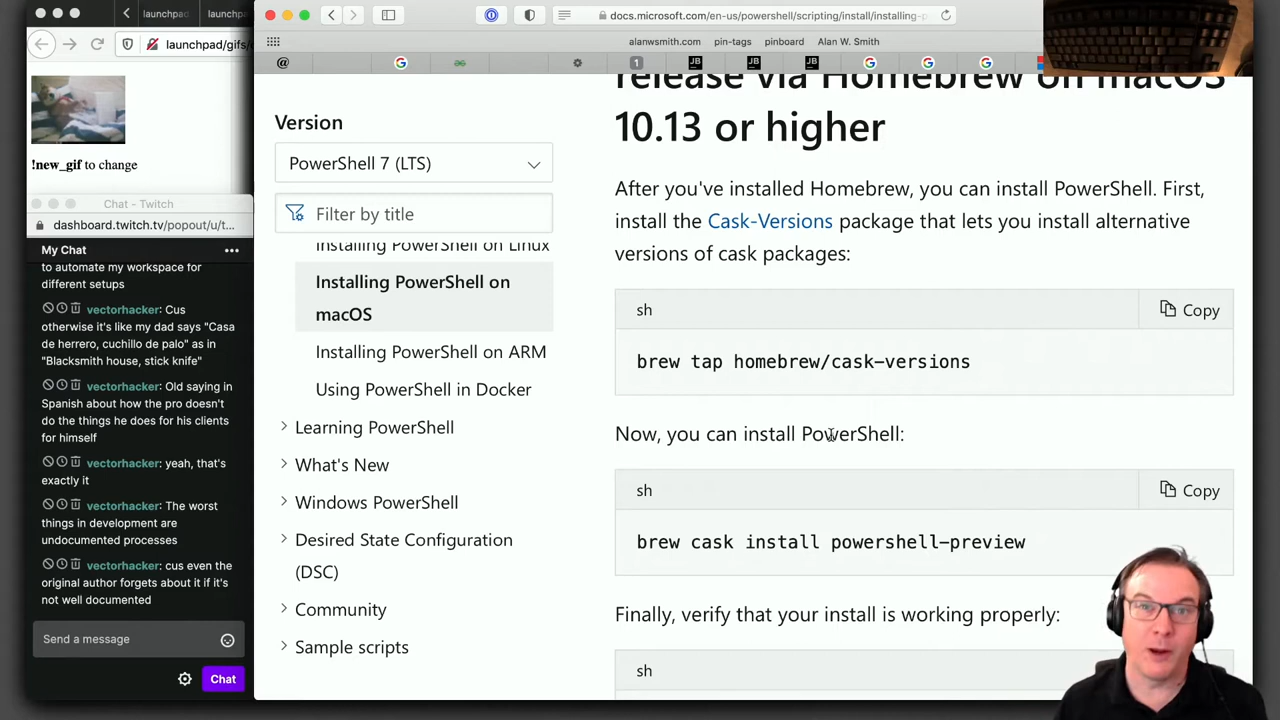 launchpad
launchpad
launchpad/gifs/
!new_gif to change
Chat - Twitch
dashboard.twitch.tv/popout/u/t...
My Chat
to automate my workspace for
different setups
vectorhacker: Cus
otherwise it's like my dad says "Casa
de herrero, cuchillo de palo" as in
"Blacksmith house, stick knife"
vectorhacker: Old saying in
Spanish about how the pro doesn't
do the things he does for his clients
for himself
vectorhacker: yeah, that's
exactly it
vectorhacker: The worst
things in development are
undocumented processes
vectorhacker: cus even the
original author forgets about it if it's
not well documented
Send a message
Chat
docs.microsoft.com/en-us/powershell/scripting/install/installing-
alanwsmith.com pin-tags pinboard Alan W. Smith
@ G 1 JB JB JB G G G
Version
PowerShell 7 (LTS)
Filter by title
Installing PowerShell on Linux
Installing PowerShell on
macOS
Installing PowerShell on ARM
Using PowerShell in Docker
Learning PowerShell
What's New
Windows PowerShell
Desired State Configuration
(DSC)
Community
Sample scripts
release via Homebrew on macOS
10.13 or higher
After you've installed Homebrew, you can install PowerShell. First,
install the Cask-Versions package that lets you install alternative
versions of cask packages:
sh
Copy
brew tap homebrew/cask-versions
Now, you can install PowerShell:
sh
Copy
brew cask install powershell-preview
Finally, verify that your install is working properly:
sh